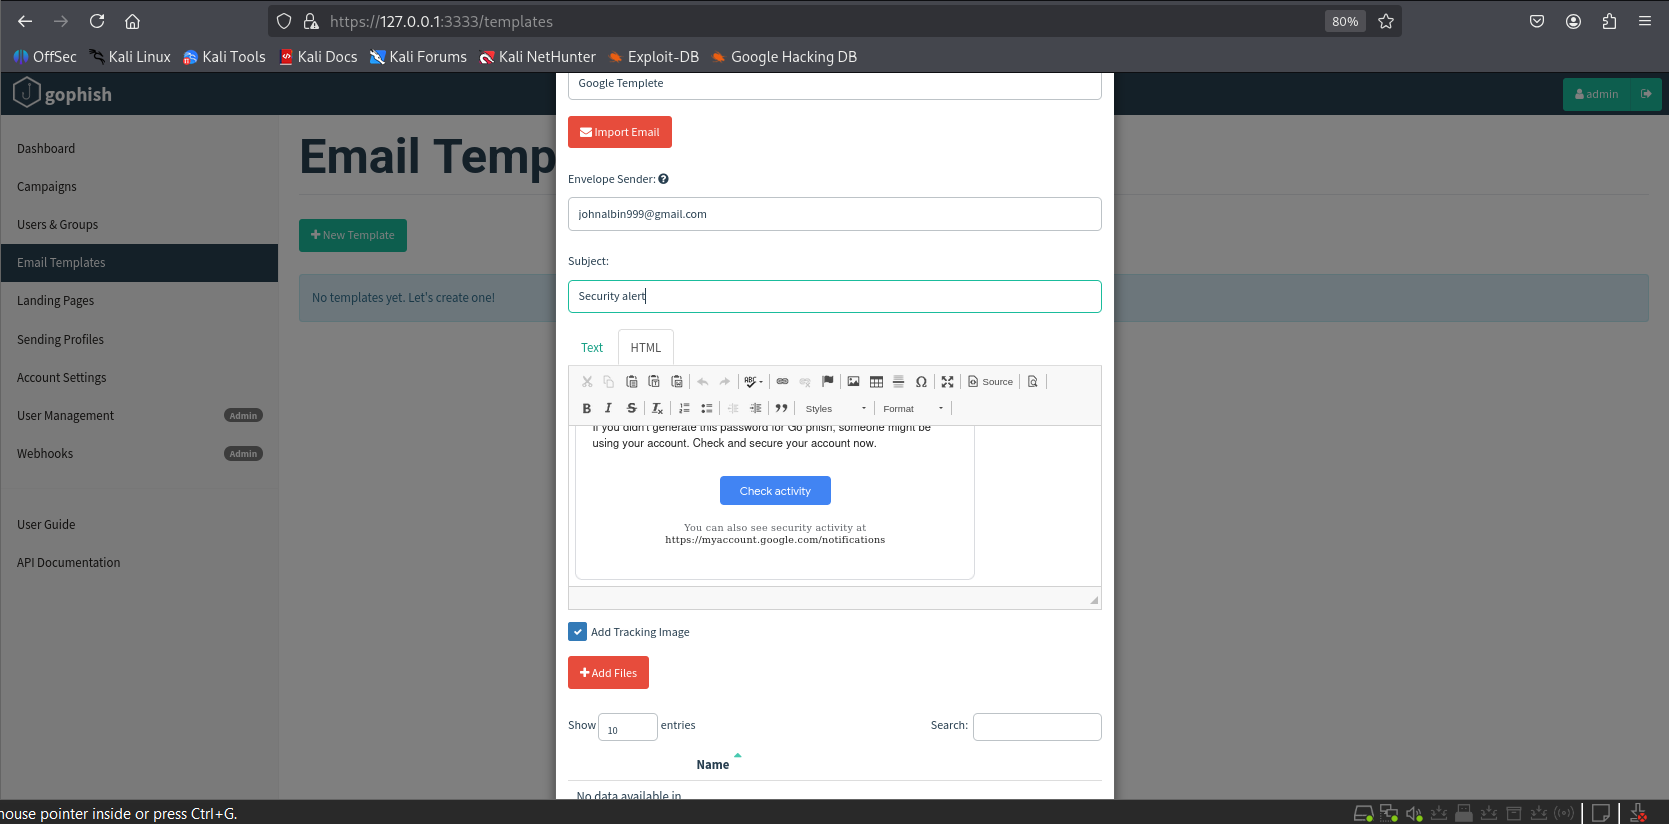 https://127.0.0.1:3333/templates
80%
OffSec Kali Linux Kali Tools Kali Docs Kali Forums Kali NetHunter Exploit-DB Google Hacking DB
gophish
admin
Dashboard
Campaigns
Users & Groups
Email Templates
Landing Pages
Sending Profiles
Account Settings
User Management Admin
Webhooks Admin
User Guide
API Documentation
Email Temp
New Template
No templates yet. Let's create one!
Google Templete
Import Email
Envelope Sender:
johnalbin999@gmail.com
Subject:
Security alert
Text HTML
ABC
Source
B I S Tx Styles Format
If you didn't generate this password for Go phish, someone might be
using your account. Check and secure your account now.
Check activity
You can also see security activity at
https://myaccount.google.com/notifications
Add Tracking Image
Add Files
Show 10 entries Search:
Name
No data available in
nouse pointer inside or press Ctrl+G.